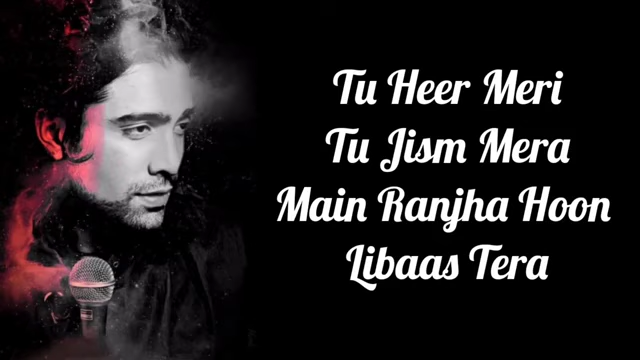 Tu Heer Meri
Tu Jism Mera
Main Ranjha Hoon
Libaas Tera